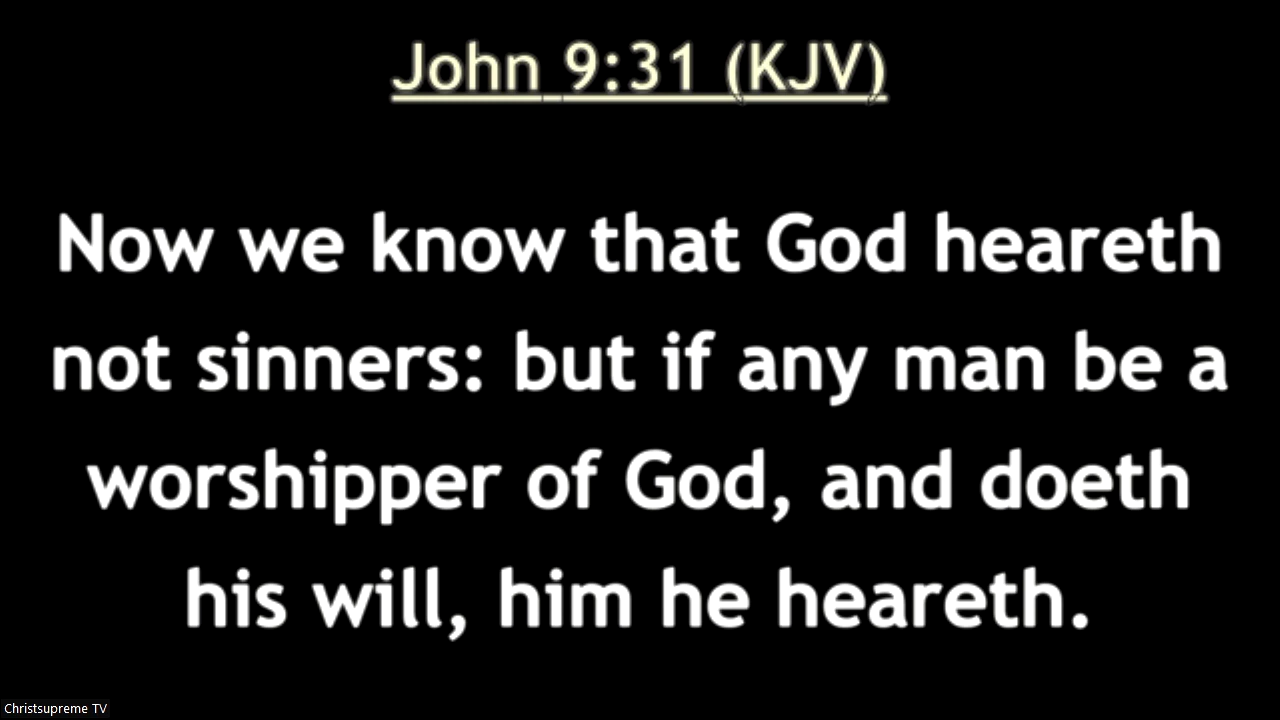 John 9:31 (KJV)
Now we know that God heareth
not sinners: but if any man be a
worshipper of God, and doeth
his will, him he heareth.
Christsupreme TV